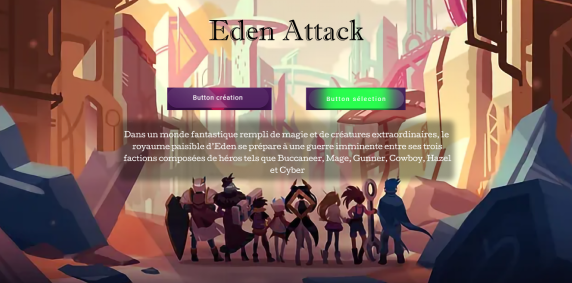 Eden Attack
Button création
Button sélection
Dans un monde fantastique rempli de magie et de créatures extraordinaires, le
royaume paisible d'Eden se prépare à une guerre imminente entre ses trois
factions composées de héros tels que Buccaneer, Mage, Gunner, Cowboy, Hazel
et Cyber